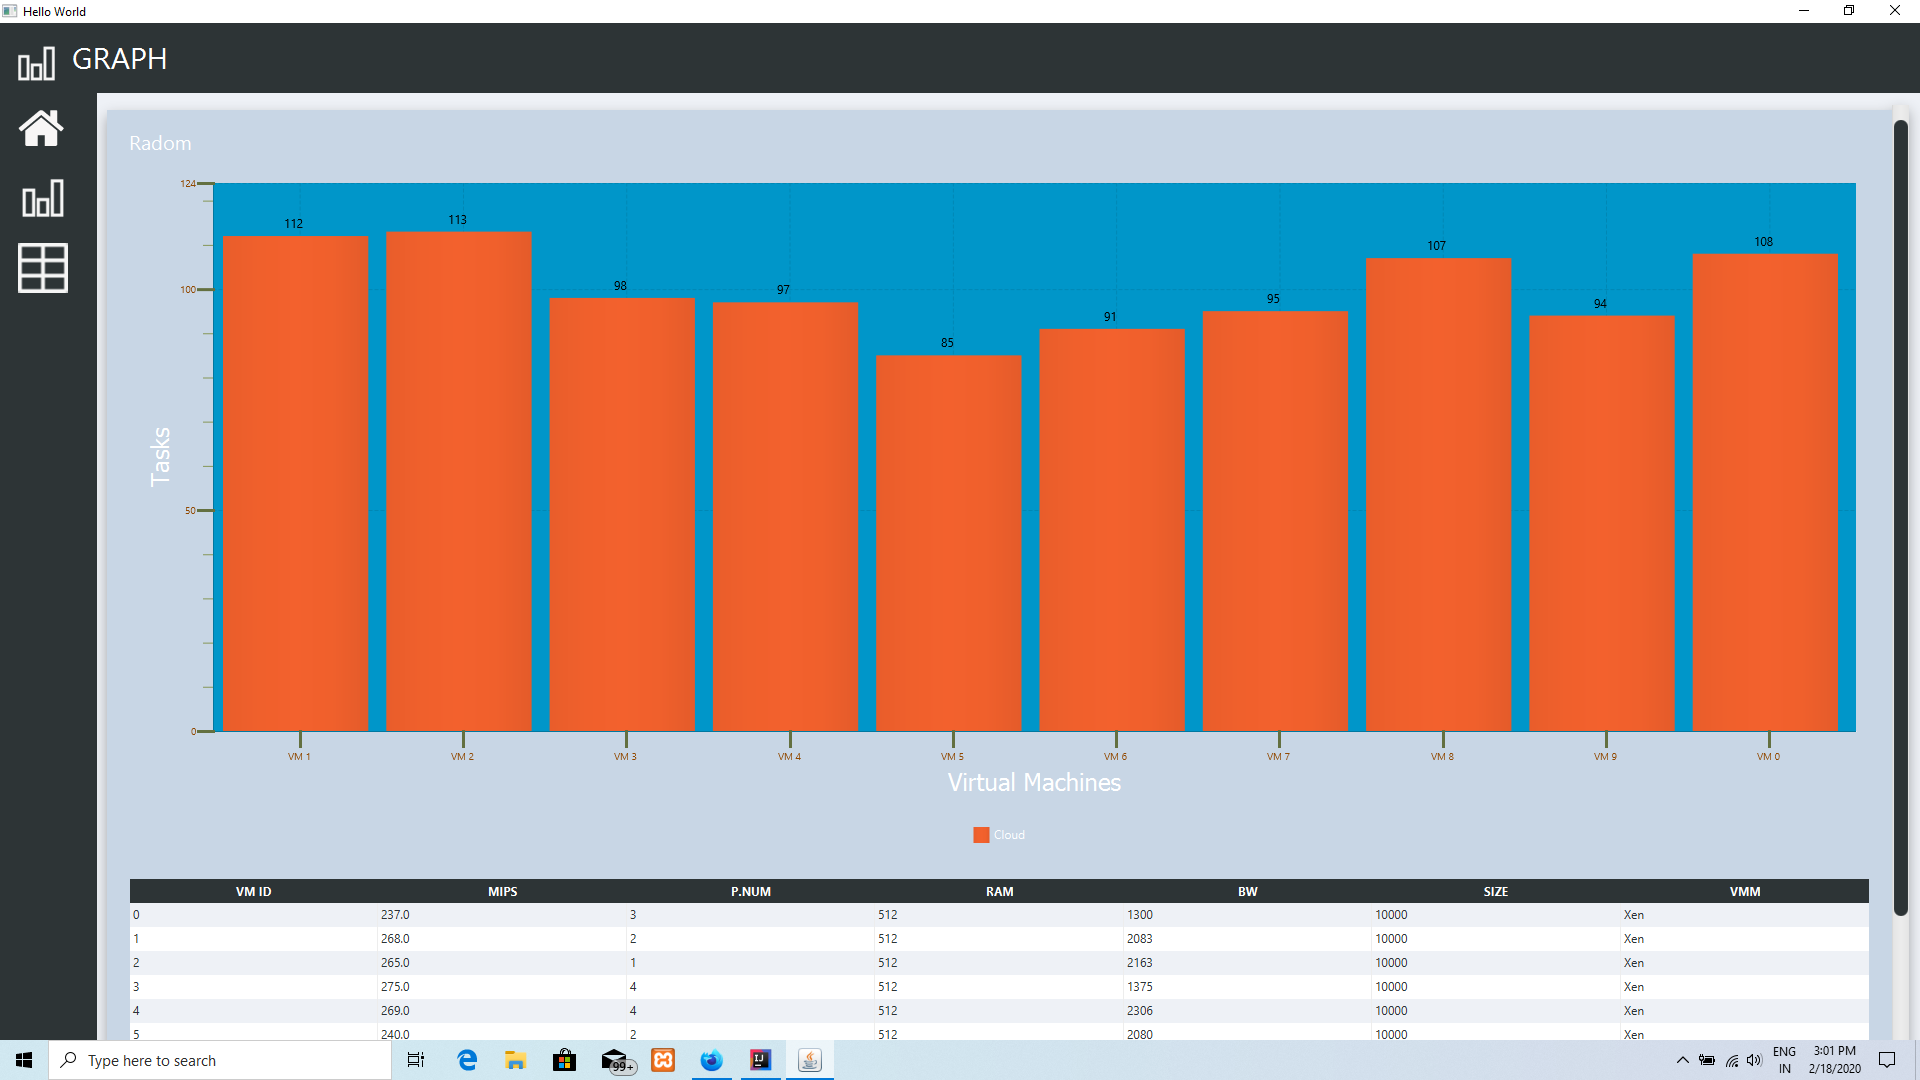 Hello World
GRAPH
Radom
124
112
113
98
97
85
91
95
107
94
108
100
50
0
Tasks
VM 1 VM 2 VM 3 VM 4 VM 5 VM 6 VM 7 VM 8 VM 9 VM 0
Virtual Machines
Cloud
VM ID MIPS P.NUM RAM BW SIZE VMM
0 237.0 3 512 1300 10000 Xen
1 268.0 2 512 2083 10000 Xen
2 265.0 1 512 2163 10000 Xen
3 275.0 4 512 1375 10000 Xen
4 269.0 4 512 2306 10000 Xen
5 240.0 2 512 2080 10000 Xen
Type here to search
99+
IJ
ENG
IN
3:01 PM
2/18/2020